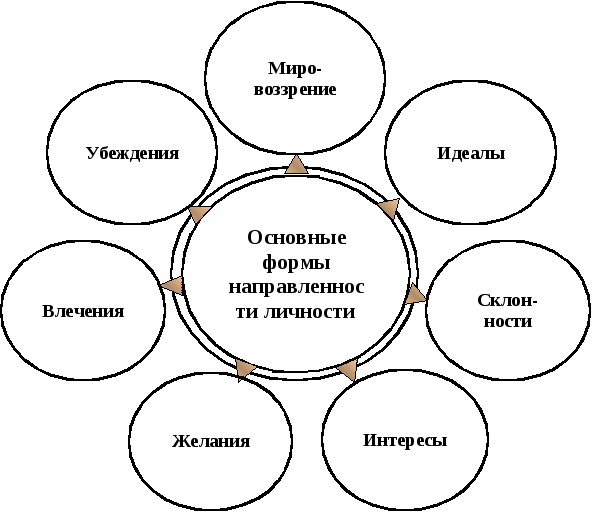 Миро-
воззрение
Убеждения
Идеалы
Основные
формы
направленнос
ти личности
Влечения
Склон-
ности
Желания
Интересы